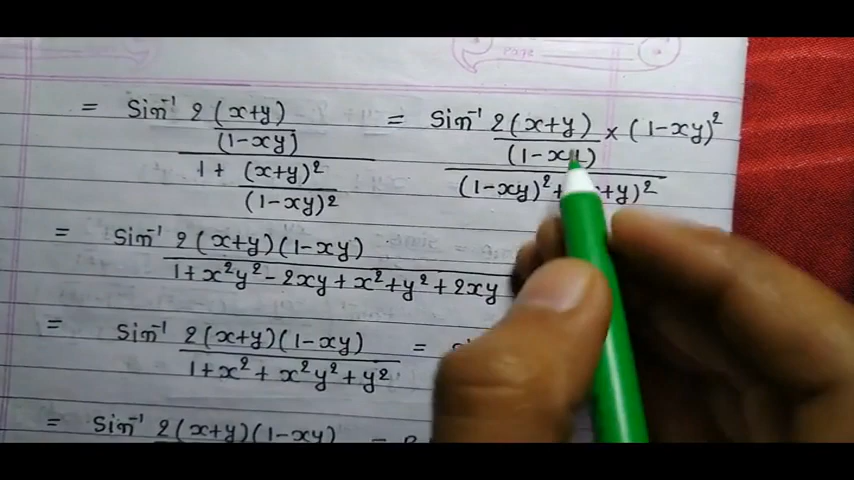 = Sin⁻¹ 2(x+y)/(1-xy) / 1 + (x+y)²/(1-xy)² = Sin⁻¹ 2(x+y)/(1-xy) × (1-xy)² / (1-xy)² + (x+y)²
= Sin⁻¹ 2(x+y)(1-xy) / 1+x²y²-2xy+x²+y²+2xy
= Sin⁻¹ 2(x+y)(1-xy) / 1+x²+x²y²+y² =
= Sin⁻¹ 2(x+y)(1-xy) =